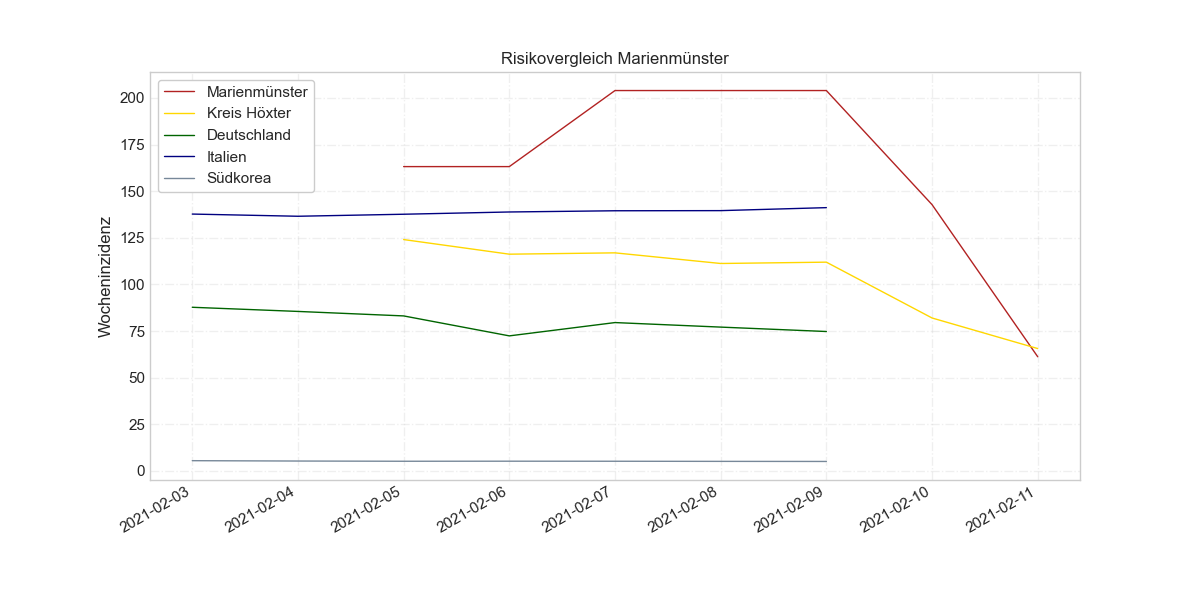 Risikovergleich Marienmünster
Marienmünster
Kreis Höxter
Deutschland
Italien
Südkorea
Wocheninzidenz
200
175
150
125
100
75
50
25
0
2021-02-03
2021-02-04
2021-02-05
2021-02-06
2021-02-07
2021-02-08
2021-02-09
2021-02-10
2021-02-11